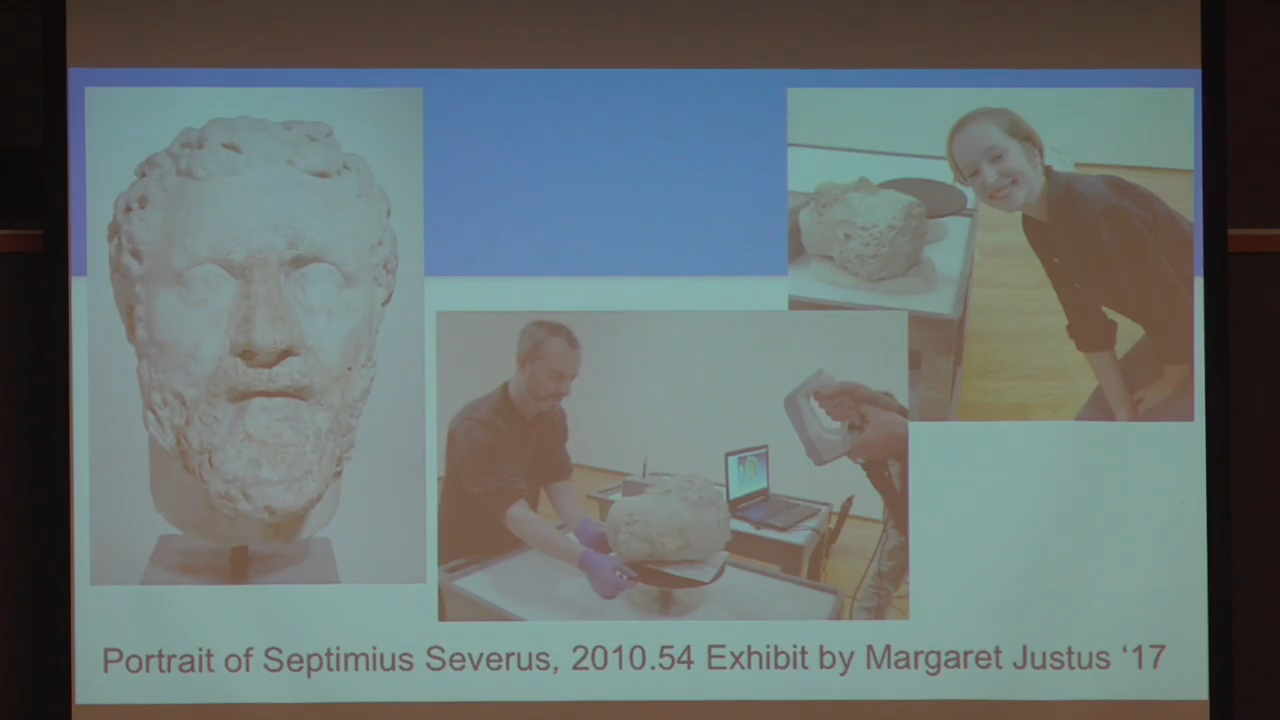 Portrait of Septimius Severus, 2010.54 Exhibit by Margaret Justus ‘17